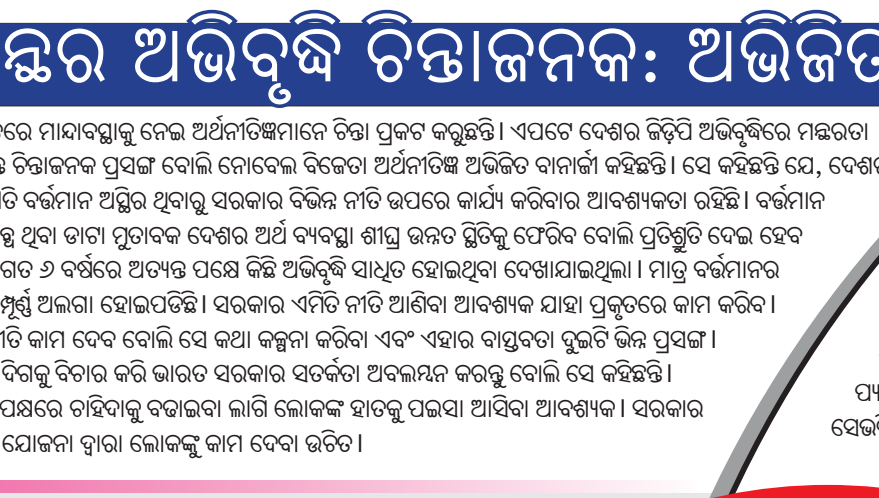 ନ୍ଥର ଅଭିବୃଦ୍ଧି ଚିନ୍ତାଜନକ: ଅଭିଜିତ
ରେ ମାନ୍ଦାବସ୍ଥାକୁ ନେଇ ଅର୍ଥନୀତିଜ୍ଞମାନେ ଚିନ୍ତା ପ୍ରକଟ କରୁଛନ୍ତି। ଏପଟେ ଦେଶର ଜିଡ଼ିପି ଅଭିବୃଦ୍ଧିରେ ମନ୍ଥରତା
ଚିନ୍ତାଜନକ ପ୍ରସଙ୍ଗ ବୋଲି ନୋବେଲ ବିଜେତା ଅର୍ଥନୀତିଜ୍ଞ ଅଭିଜିତ ବାନାର୍ଜୀ କହିଛନ୍ତି। ସେ କହିଛନ୍ତି ଯେ, ଦେଶର
ତି ବର୍ତ୍ତମାନ ଅସ୍ଥିର ଥିବାରୁ ସରକାର ବିଭିନ୍ନ ନୀତି ଉପରେ କାର୍ଯ୍ୟ କରିବାର ଆବଶ୍ୟକତା ରହିଛି। ବର୍ତ୍ତମାନ
ଥିବା ଡାଟା ମୁତାବକ ଦେଶର ଅର୍ଥ ବ୍ୟବସ୍ଥା ଶୀଘ୍ର ଉନ୍ନତ ସ୍ଥିତିକୁ ଫେରିବ ବୋଲି ପ୍ରତିଶ୍ରୁତି ଦେଇ ହେବ
ଗତ ୬ ବର୍ଷରେ ଅତ୍ୟନ୍ତ ପକ୍ଷେ କିଛି ଅଭିବୃଦ୍ଧି ସାଧିତ ହୋଇଥିବା ଦେଖାଯାଇଥିଲା। ମାତ୍ର ବର୍ତ୍ତମାନର
ମ୍ପୂର୍ଣ୍ଣ ଅଲଗା ହୋଇପଡିଛି। ସରକାର ଏମିତି ନୀତି ଆଣିବା ଆବଶ୍ୟକ ଯାହା ପ୍ରକୃତରେ କାମ କରିବ।
ୀତି କାମ ଦେବ ବୋଲି ସେ କଥା କଳ୍ପନା କରିବା ଏବଂ ଏହାର ବାସ୍ତବତା ଦୁଇଟି ଭିନ୍ନ ପ୍ରସଙ୍ଗ।
ଦିଗକୁ ବିଚାର କରି ଭାରତ ସରକାର ସତର୍କତା ଅବଲମ୍ବନ କରନ୍ତୁ ବୋଲି ସେ କହିଛନ୍ତି।
ପକ୍ଷରେ ଚାହିଦାକୁ ବଢାଇବା ଲାଗି ଲୋକଙ୍କ ହାତକୁ ପଇସା ଆସିବା ଆବଶ୍ୟକ। ସରକାର
ଯୋଜନା ଦ୍ୱାରା ଲୋକଙ୍କୁ କାମ ଦେବା ଉଚିତ।